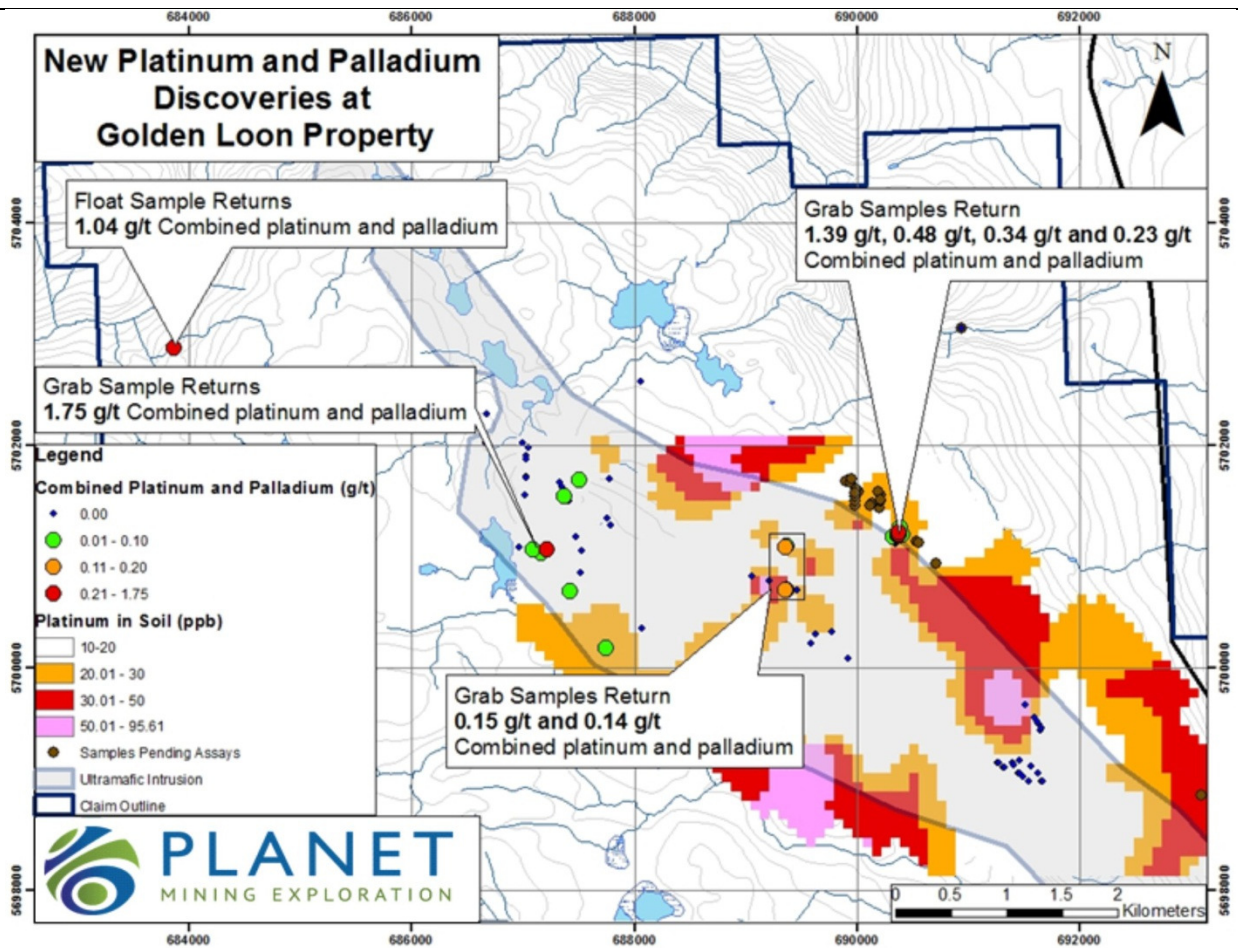 684000
686000
688000
690000
692000
New Platinum and Palladium
Discoveries at
Golden Loon Property
N
Float Sample Returns
1.04 g/t Combined platinum and palladium
Grab Samples Return
1.39 g/t, 0.48 g/t, 0.34 g/t and 0.23 g/t
Combined platinum and palladium
5704000
5704000
Grab Sample Returns
1.75 g/t Combined platinum and palladium
5702000
5702000
Legend
Combined Platinum and Palladium (g/t)
0.00
0.01 - 0.10
0.11 - 0.20
0.21 - 1.75
Platinum in Soil (ppb)
10-20
20.01 - 30
30.01 - 50
50.01 - 95.61
Samples Pending Assays
Ultramafic Intrusion
Claim Outline
5700000
5700000
Grab Samples Return
0.15 g/t and 0.14 g/t
Combined platinum and palladium
PLANET
MINING EXPLORATION
5698000
5698000
0 0.5 1 1.5 2
Kilometers
684000
686000
688000
690000
692000